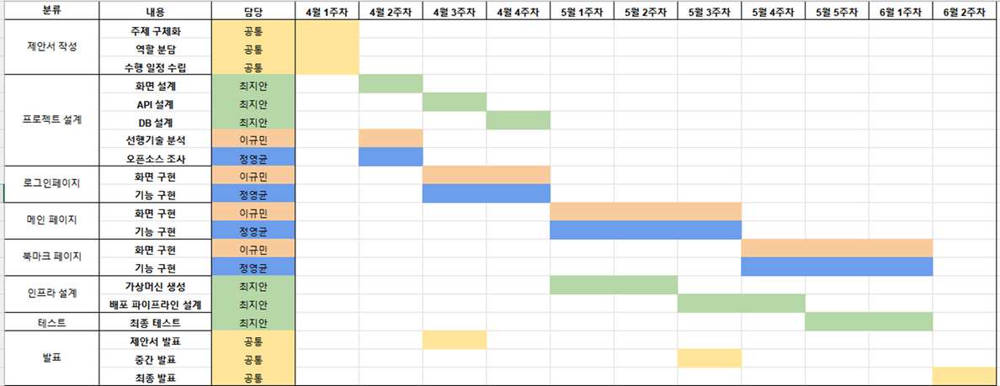 분류 내용 담당 4월 1주차 4월 2주차 4월 3주차 4월 4주차 5월 1주차 5월 2주차 5월 3주차 5월 4주차 5월 5주차 6월 1주차 6월 2주차
제안서 작성 주제 구체화 공통
역할 분담 공통
수행 일정 수립 공통
프로젝트 설계 화면 설계 최지안
API 설계 최지안
DB 설계 최지안
선행기술 분석 이규민
오픈소스 조사 정영균
로그인페이지 화면 구현 이규민
기능 구현 정영균
메인 페이지 화면 구현 이규민
기능 구현 정영균
북마크 페이지 화면 구현 이규민
기능 구현 정영균
인프라 설계 가상머신 생성 최지안
배포 파이프라인 설계 최지안
테스트 최종 테스트 최지안
발표 제안서 발표 공통
중간 발표 공통
최종 발표 공통